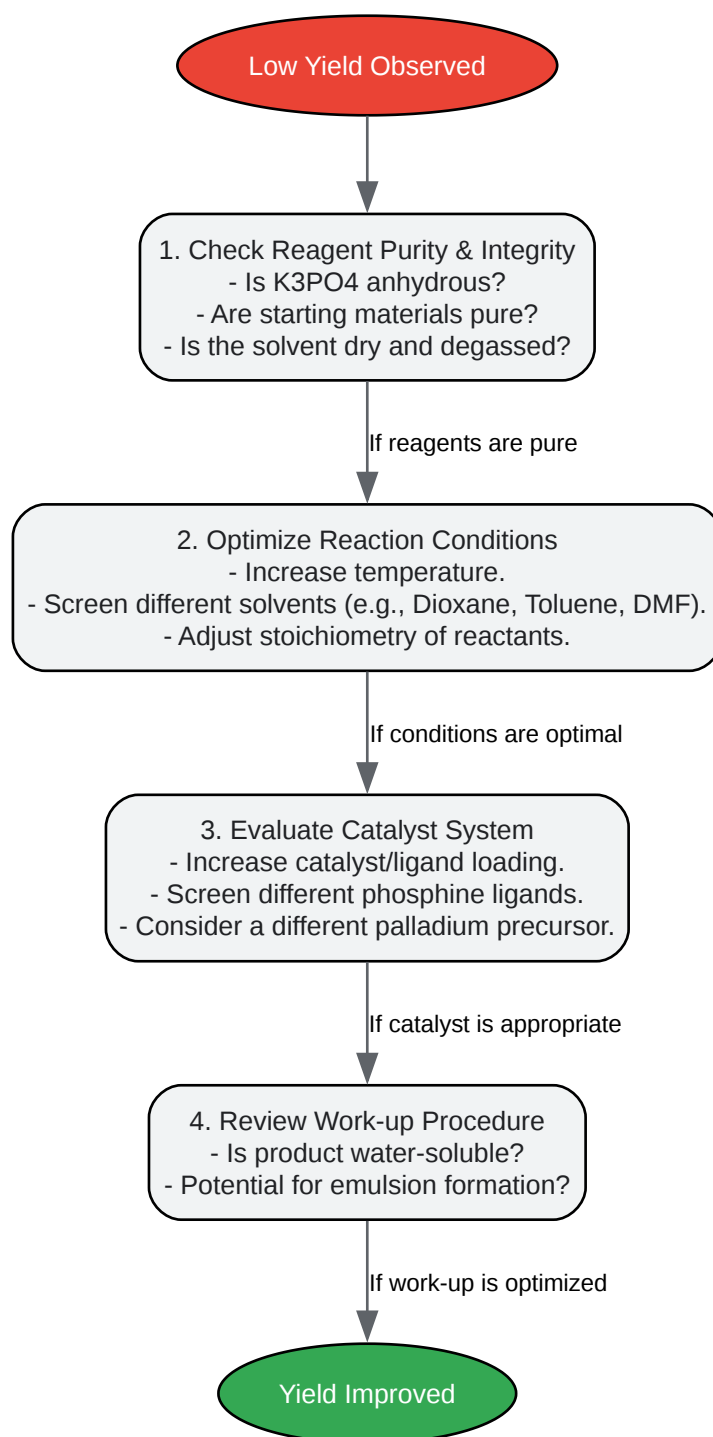 Low Yield Observed
1. Check Reagent Purity & Integrity
- Is K3PO4 anhydrous?
- Are starting materials pure?
- Is the solvent dry and degassed?
If reagents are pure
2. Optimize Reaction Conditions
- Increase temperature.
- Screen different solvents (e.g., Dioxane, Toluene, DMF).
- Adjust stoichiometry of reactants.
If conditions are optimal
3. Evaluate Catalyst System
- Increase catalyst/ligand loading.
- Screen different phosphine ligands.
- Consider a different palladium precursor.
If catalyst is appropriate
4. Review Work-up Procedure
- Is product water-soluble?
- Potential for emulsion formation?
If work-up is optimized
Yield Improved